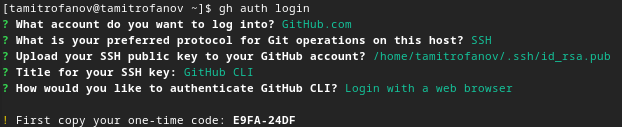 [tamitrofanov@tamitrofanov ~]$ gh auth login
? What account do you want to log into? GitHub.com
? What is your preferred protocol for Git operations on this host? SSH
? Upload your SSH public key to your GitHub account? /home/tamitrofanov/.ssh/id_rsa.pub
? Title for your SSH key: GitHub CLI
? How would you like to authenticate GitHub CLI? Login with a web browser
! First copy your one-time code: E9FA-24DF